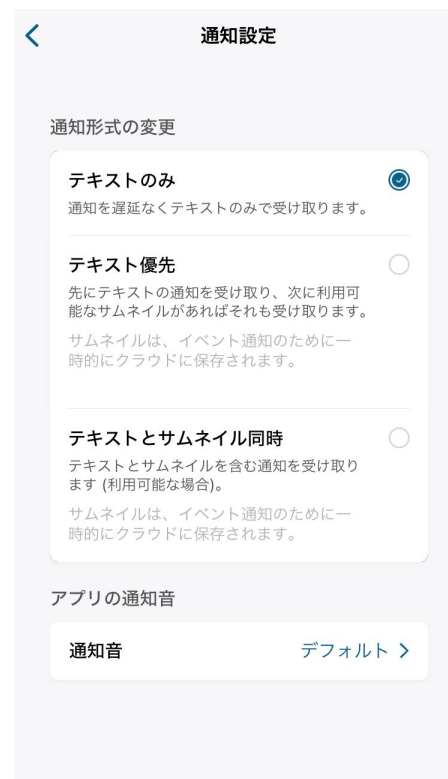 通知設定
通知形式の変更
テキストのみ
通知を遅延なくテキストのみで受け取ります。
テキスト優先
先にテキストの通知を受け取り、次に利用可
能なサムネイルがあればそれも受け取ります。
サムネイルは、イベント通知のために一
時的にクラウドに保存されます。
テキストとサムネイル同時
テキストとサムネイルを含む通知を受け取り
ます (利用可能な場合)。
サムネイルは、イベント通知のために一
時的にクラウドに保存されます。
アプリの通知音
通知音 デフォルト